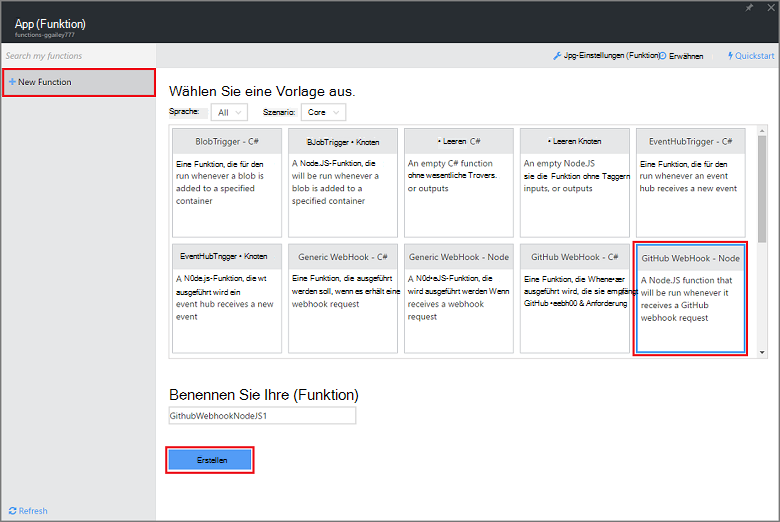 App (Funktion)
functions-ggailey777
Search my functions
Jpg-Einstellungen (Funktion)
Erwähnen
Quickstart
+ New Function
Wählen Sie eine Vorlage aus.
Sprache: All
Szenario: Core
BlobTrigger - C#
Eine Funktion, die für den
run whenever a blob is
added to a specified
container
BJobTrigger • Knoten
A Node.JS-Funktion, die
will be run whenever a
blob is added to a
specified container
• Leeren C#
An empty C# function
ohne wesentliche Trovers.
or outputs
• Leeren Knoten
An empty Node.JS
sie die Funktion ohne Taggern
inputs, or outputs
EventHubTrigger - C#
Eine Funktion, die für den
run whenever an event
hub receives a new event
EventHubTngger • Knoten
A N0de.js-Funktion, die wt
ausgeführt wird ein
event hub receives a new
event
Generic WebHook - C#
Eine Funktion, die ausgeführt
werden soll, wenn es erhält eine
webhook request
Generic WebHook - Node
A N0d•eJS-Funktion, die
wird ausgeführt werden Wenn
receives a webhook
request
GitHub WebHook - C#
Eine Funktion, die Whene•ær
ausgeführt wird, die sie empfängt
GitHub •eebh00 & Anforderung
GitHub WebHook - Node
A Node.JS function that
will be run whenever it
receives a GitHub
webhook request
Benennen Sie Ihre (Funktion)
GithubWebhookNodeJS1
Erstellen
Refresh